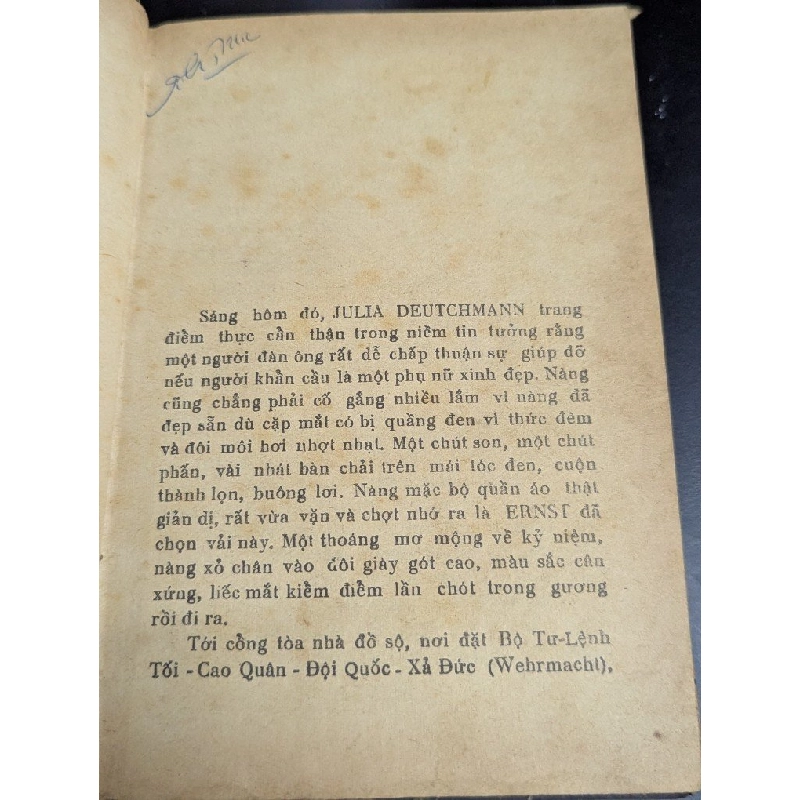 Sáng hôm đó, JULIA DEUTCHMANN trang
điểm thực cẩn thận trong niềm tin tưởng rằng
một người đàn ông rất dễ chấp thuận sự giúp đỡ
nếu người khẩn cầu là một phụ nữ xinh đẹp. Nàng
cũng chẳng phải cố gắng nhiều lắm vì nàng đã
đẹp sẵn dù cặp mắt có bị quầng đen vì thức đêm
và đôi môi hơi nhợt nhạt. Một chút son, một chút
phấn, vài nhát bàn chải trên mái tóc đen, cuộn
thành lọn, buông lơi. Nàng mặc bộ quần áo thật
giản dị, rất vừa vặn và chợt nhớ ra là ERNST đã
chọn vải này. Một thoáng mơ mộng về kỷ niệm,
nàng xỏ chân vào đôi giày gót cao, màu sắc cân
xứng, liếc mắt kiểm điểm lần chót trong gương
rồi đi ra.
Tới cổng tòa nhà đồ sộ, nơi đặt Bộ Tư-Lệnh
Tối - Cao Quân - Đội Quốc - Xả Đức (Wehrmacht),